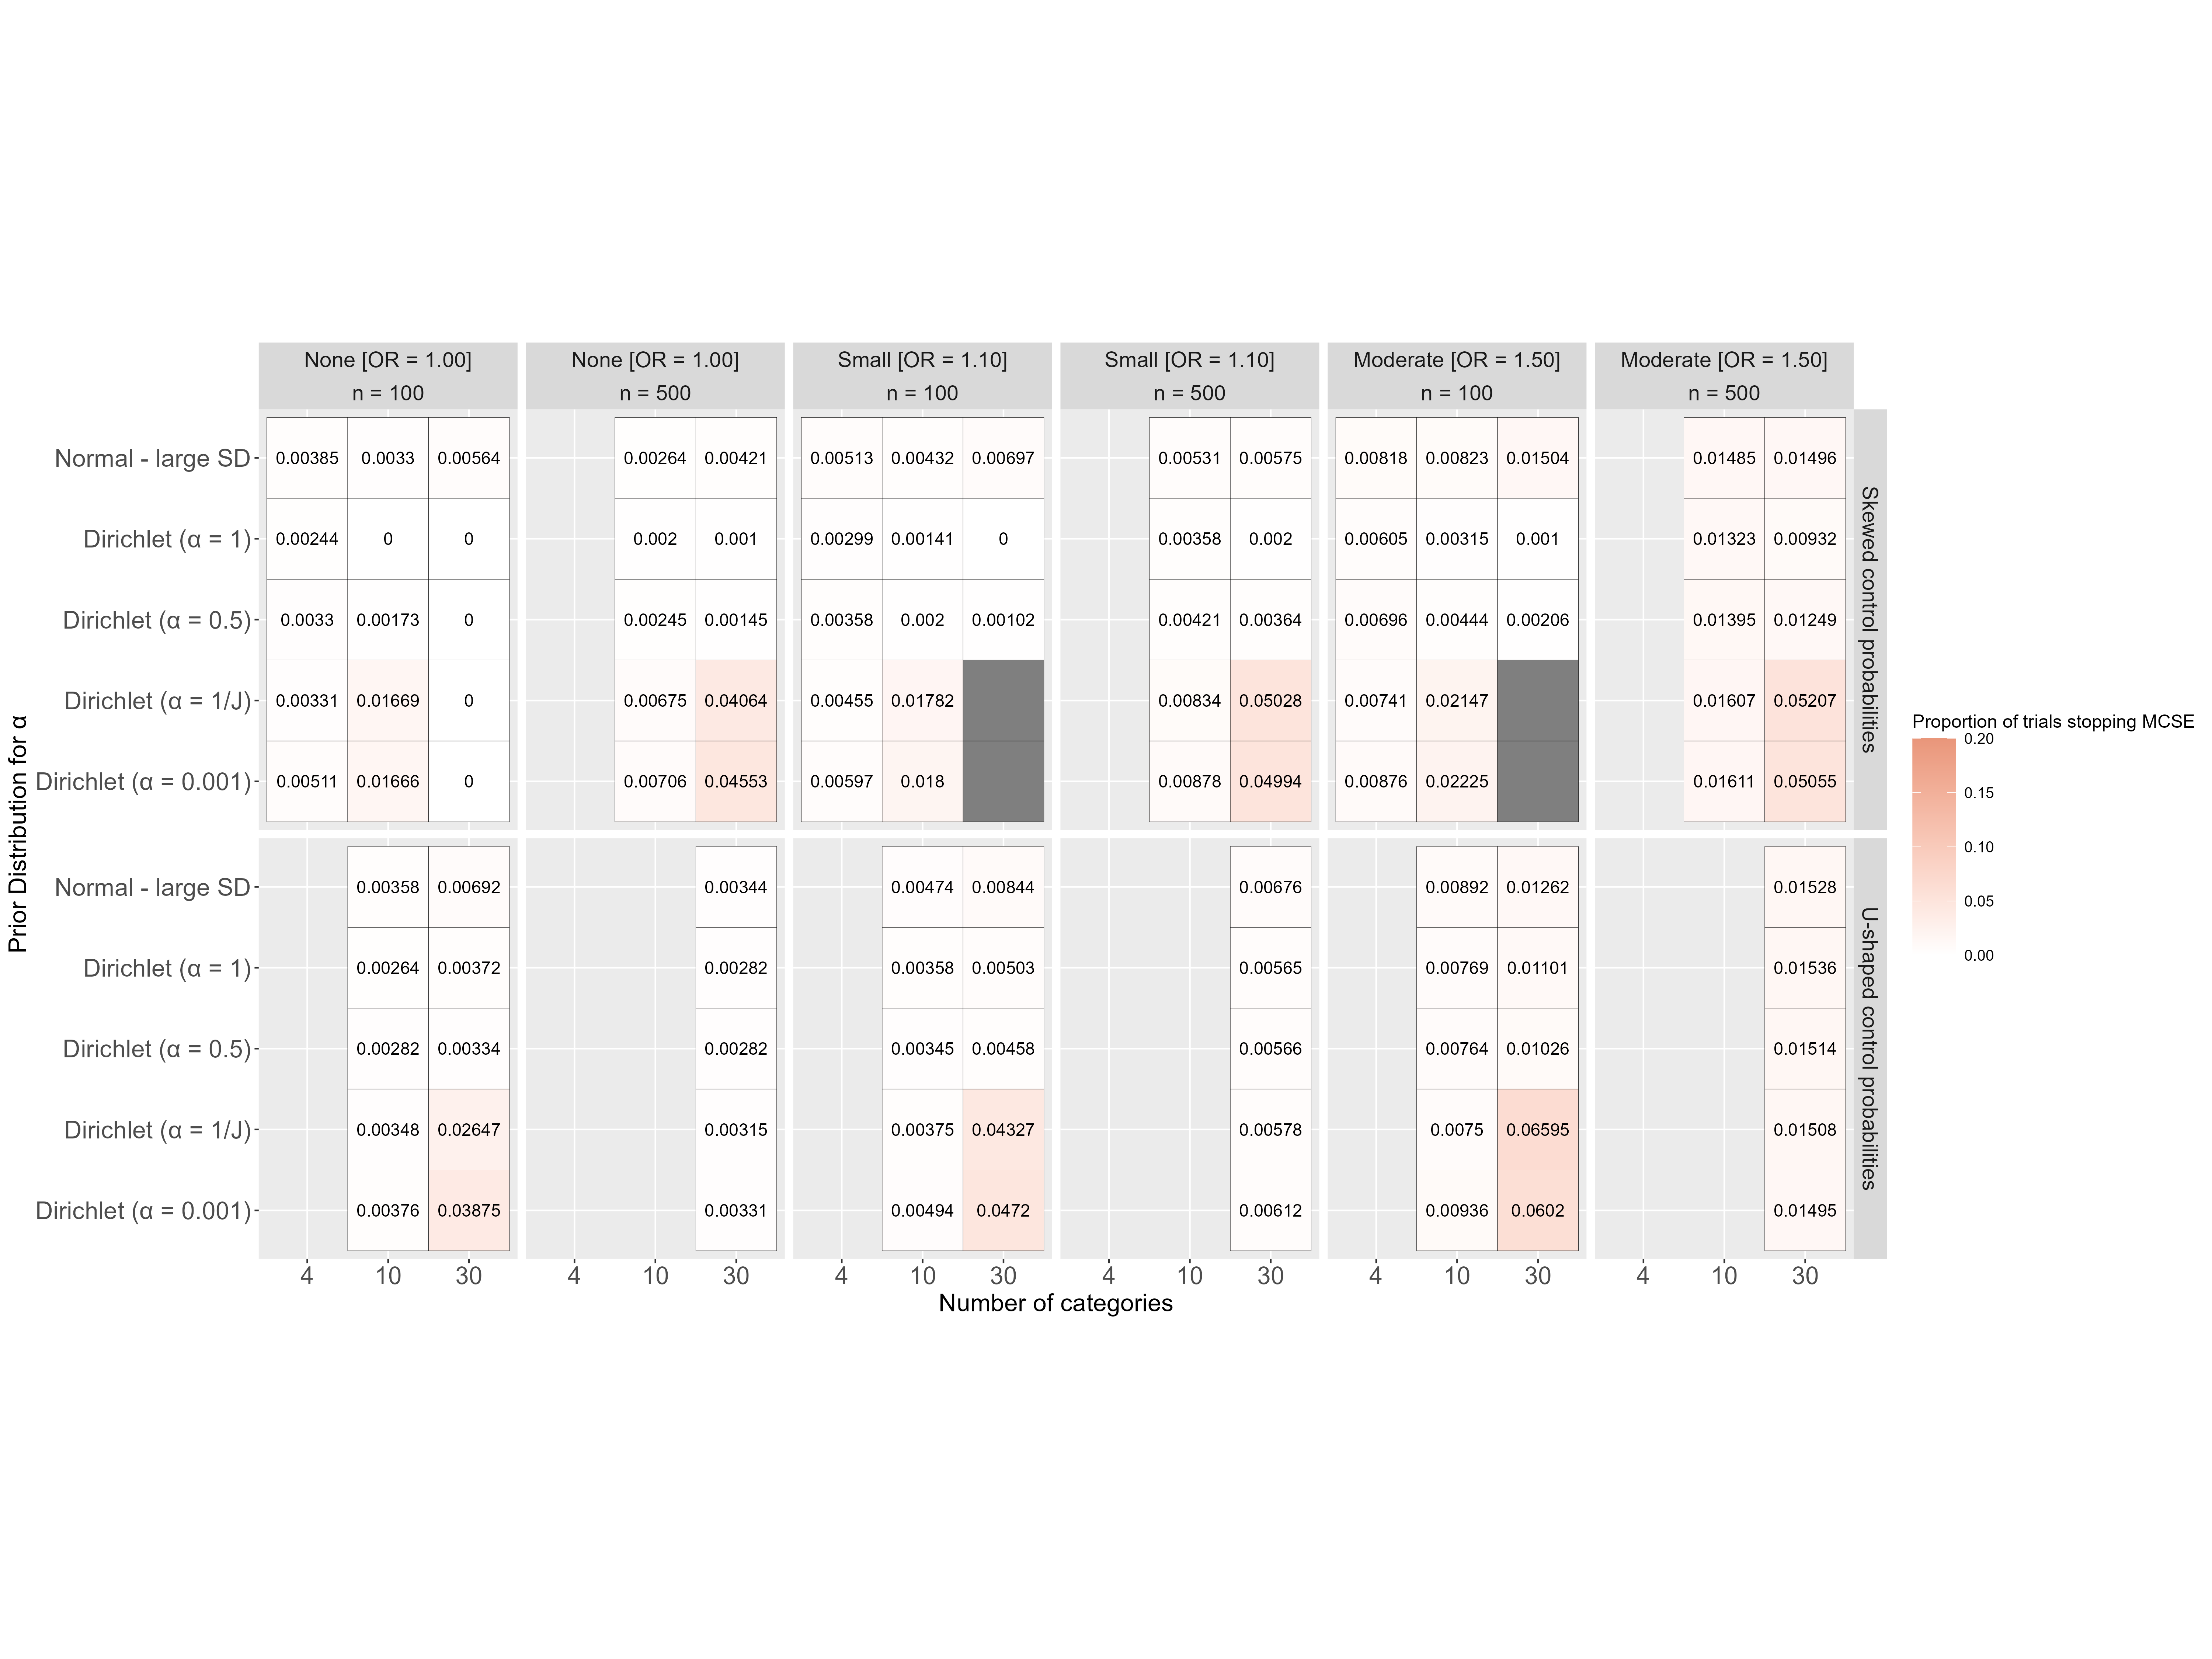 None [OR = 1.00] None [OR = 1.00] Small [OR = 1.10] Small [OR = 1.10] Moderate [OR = 1.50] Moderate [OR = 1.50]
n = 100 n = 500 n = 100 n = 500 n = 100 n = 500
Normal - large SD 0.00385 0.0033 0.00564 0.00264 0.00421 0.00513 0.00432 0.00697 0.00531 0.00575 0.00818 0.00823 0.01504 0.01485 0.01496
Dirichlet (α = 1) 0.00244 0 0 0.002 0.001 0.00299 0.00141 0 0.00358 0.002 0.00605 0.00315 0.001 0.01323 0.00932
Dirichlet (α = 0.5) 0.0033 0.00173 0 0.00245 0.00145 0.00358 0.002 0.00102 0.00421 0.00364 0.00696 0.00444 0.00206 0.01395 0.01249
Dirichlet (α = 1/J) 0.00331 0.01669 0 0.00675 0.04064 0.00455 0.01782 0.00834 0.05028 0.00741 0.02147 0.01607 0.05207
Dirichlet (α = 0.001) 0.00511 0.01666 0 0.00706 0.04553 0.00597 0.018 0.00878 0.04994 0.00876 0.02225 0.01611 0.05055
Skewed control probabilities
Normal - large SD 0.00358 0.00692 0.00344 0.00474 0.00844 0.00676 0.00892 0.01262 0.01528
Dirichlet (α = 1) 0.00264 0.00372 0.00282 0.00358 0.00503 0.00565 0.00769 0.01101 0.01536
Dirichlet (α = 0.5) 0.00282 0.00334 0.00282 0.00345 0.00458 0.00566 0.00764 0.01026 0.01514
Dirichlet (α = 1/J) 0.00348 0.02647 0.00315 0.00375 0.04327 0.00578 0.0075 0.06595 0.01508
Dirichlet (α = 0.001) 0.00376 0.03875 0.00331 0.00494 0.0472 0.00612 0.00936 0.0602 0.01495
U-shaped control probabilities
4 10 30 4 10 30 4 10 30 4 10 30 4 10 30 4 10 30
Number of categories
Prior Distribution for α
Proportion of trials stopping MCSE
0.20
0.15
0.10
0.05
0.00